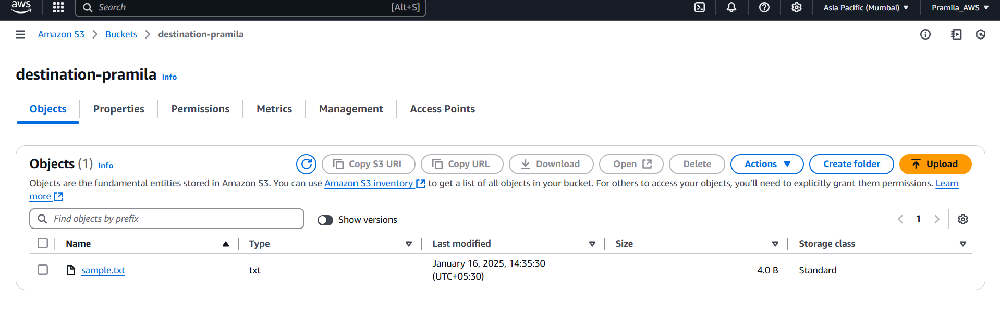 aws Search [Alt+S] Asia Pacific (Mumbai) Pramila_AWS
Amazon S3 Buckets destination-pramila
destination-pramila Info
Objects Properties Permissions Metrics Management Access Points
Objects (1) Info Copy S3 URI Copy URL Download Open Delete Actions Create folder Upload
Objects are the fundamental entities stored in Amazon S3. You can use Amazon S3 inventory to get a list of all objects in your bucket. For others to access your objects, you’ll need to explicitly grant them permissions. Learn
more
Find objects by prefix Show versions 1
Name Type Last modified Size Storage class
sample.txt txt January 16, 2025, 14:35:30 (UTC+05:30) 4.0 B Standard